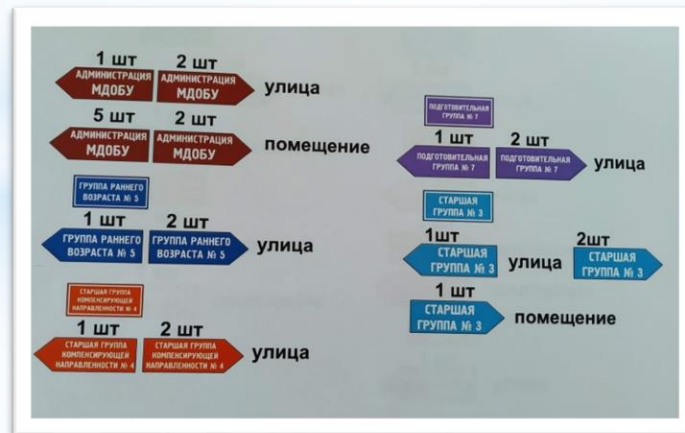 1 шт 2 шт
АДМИНИСТРАЦИЯ МДОБУ АДМИНИСТРАЦИЯ МДОБУ улица
5 шт 2 шт
АДМИНИСТРАЦИЯ МДОБУ АДМИНИСТРАЦИЯ МДОБУ помещение
ГРУППА РАННЕГО
ВОЗРАСТА № 5
1 шт 2 шт
ГРУППА РАННЕГО ВОЗРАСТА № 5 ГРУППА РАННЕГО ВОЗРАСТА № 5 улица
СТАРШАЯ ГРУППА
КОМПЕНСИРУЮЩЕЙ
НАПРАВЛЕННОСТИ № 4
1 шт 2 шт
СТАРШАЯ ГРУППА КОМПЕНСИРУЮЩЕЙ НАПРАВЛЕННОСТИ № 4 СТАРШАЯ ГРУППА КОМПЕНСИРУЮЩЕЙ НАПРАВЛЕННОСТИ № 4 улица
ПОДГОТОВИТЕЛЬНАЯ
ГРУППА № 7
1 шт 2 шт
ПОДГОТОВИТЕЛЬНАЯ ГРУППА № 7 ПОДГОТОВИТЕЛЬНАЯ ГРУППА № 7 улица
СТАРШАЯ
ГРУППА № 3
1шт 2шт
СТАРШАЯ ГРУППА № 3 улица СТАРШАЯ ГРУППА № 3
1 шт
СТАРШАЯ ГРУППА № 3 помещение